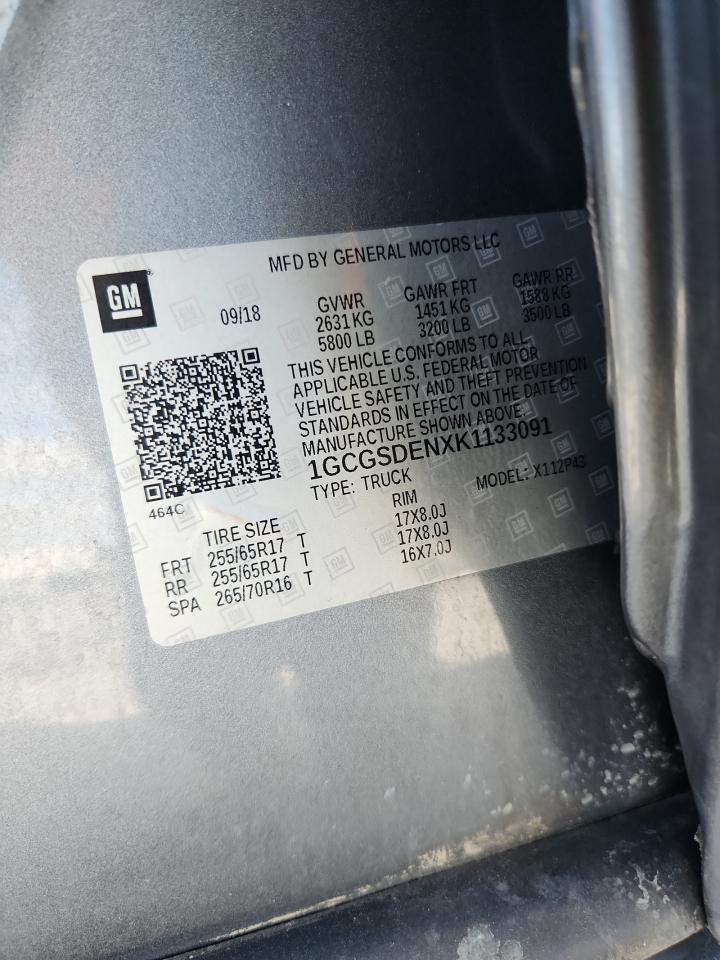 MFD BY GENERAL MOTORS LLC
GM
09/18
GVWR GAWR FRT GAWR RR
2631 KG 1451 KG 1588 KG
5800 LB 3200 LB 3500 LB
THIS VEHICLE CONFORMS TO ALL
APPLICABLE U.S. FEDERAL MOTOR
VEHICLE SAFETY AND THEFT PREVENTION
STANDARDS IN EFFECT ON THE DATE OF
MANUFACTURE SHOWN ABOVE.
1GCGSDENXK1133091
TYPE: TRUCK MODEL: X112P43
464C
TIRE SIZE RIM
FRT 255/65R17 T 17X8.0J
RR 255/65R17 T 17X8.0J
SPA 265/70R16 T 16X7.0J